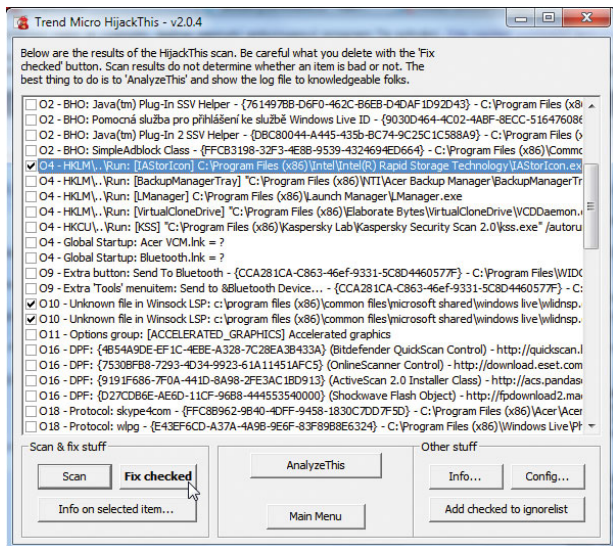 Trend Micro HijackThis - v2.0.4
Below are the results of the HijackThis scan. Be careful what you delete with the 'Fix
checked' button. Scan results do not determine whether an item is bad or not. The
best thing to do is to 'AnalyzeThis' and show the log file to knowledgeable folks.
O2 - BHO: Java(tm) Plug-In SSV Helper - {761497BB-D6F0-462C-B6EB-D4DAF1D92D43} - C:\Program Files (x8
O2 - BHO: Pomocná služba pro přihlášení ke službě Windows Live ID - {9030D464-4C02-4ABF-8ECC-516476086
O2 - BHO: Java(tm) Plug-In 2 SSV Helper - {DBC80044-A445-435b-BC74-9C25C1C588A9} - C:\Program Files (
O2 - BHO: SimpleAdblock Class - {FFCB3198-32F3-4E8B-9539-4324694ED664} - C:\Program Files (x86)\Commo
O4 - HKLM\..\Run: [IAStorIcon] C:\Program Files (x86)\Intel\Intel(R) Rapid Storage Technology\IAStorIcon.ex
O4 - HKLM\..\Run: [BackupManagerTray] "C:\Program Files (x86)\NTI\Acer Backup Manager\BackupManagerTr
O4 - HKLM\..\Run: [LManager] C:\Program Files (x86)\Launch Manager\LManager.exe
O4 - HKLM\..\Run: [VirtualCloneDrive] "C:\Program Files (x86)\Elaborate Bytes\VirtualCloneDrive\VCDDaemon.
O4 - HKCU\..\Run: [KSS] "C:\Program Files (x86)\Kaspersky Lab\Kaspersky Security Scan 2.0\kss.exe" /autoru
O4 - Global Startup: Acer VCM.lnk = ?
O4 - Global Startup: Bluetooth.lnk = ?
O9 - Extra button: Send To Bluetooth - {CCA281CA-C863-46ef-9331-5C8D4460577F} - C:\Program Files\WIDC
O9 - Extra 'Tools' menuitem: Send to &Bluetooth Device... - {CCA281CA-C863-46ef-9331-5C8D4460577F} - C:
O10 - Unknown file in Winsock LSP: c:\program files (x86)\common files\microsoft shared\windows live\wlidnsp.
O10 - Unknown file in Winsock LSP: c:\program files (x86)\common files\microsoft shared\windows live\wlidnsp.
O11 - Options group: [ACCELERATED_GRAPHICS] Accelerated graphics
O16 - DPF: {4B54A9DE-EF1C-4EBE-A328-7C28EA3B433A} (Bitdefender QuickScan Control) - http://quickscan.
O16 - DPF: {7530BFB8-7293-4D34-9923-61A11451AFC5} (OnlineScanner Control) - http://download.eset.com
O16 - DPF: {9191F686-7F0A-441D-8A98-2FE3AC1BD913} (ActiveScan 2.0 Installer Class) - http://acs.pandas
O16 - DPF: {D27CDB6E-AE6D-11CF-96B8-444553540000} (Shockwave Flash Object) - http://fpdownload2.ma
O18 - Protocol: skype4com - {FFC8B962-9B40-4DFF-9458-1830C7DD7F5D} - C:\Program Files (x86)\Acer\Acer
O18 - Protocol: wlpg - {E43EF6CD-A37A-4A9B-9E6F-83F89B8E6324} - C:\Program Files (x86)\Windows Live\Ph
Scan & fix stuff
Other stuff
Scan
Fix checked
AnalyzeThis
Info...
Config...
Info on selected item...
Main Menu
Add checked to ignorelist